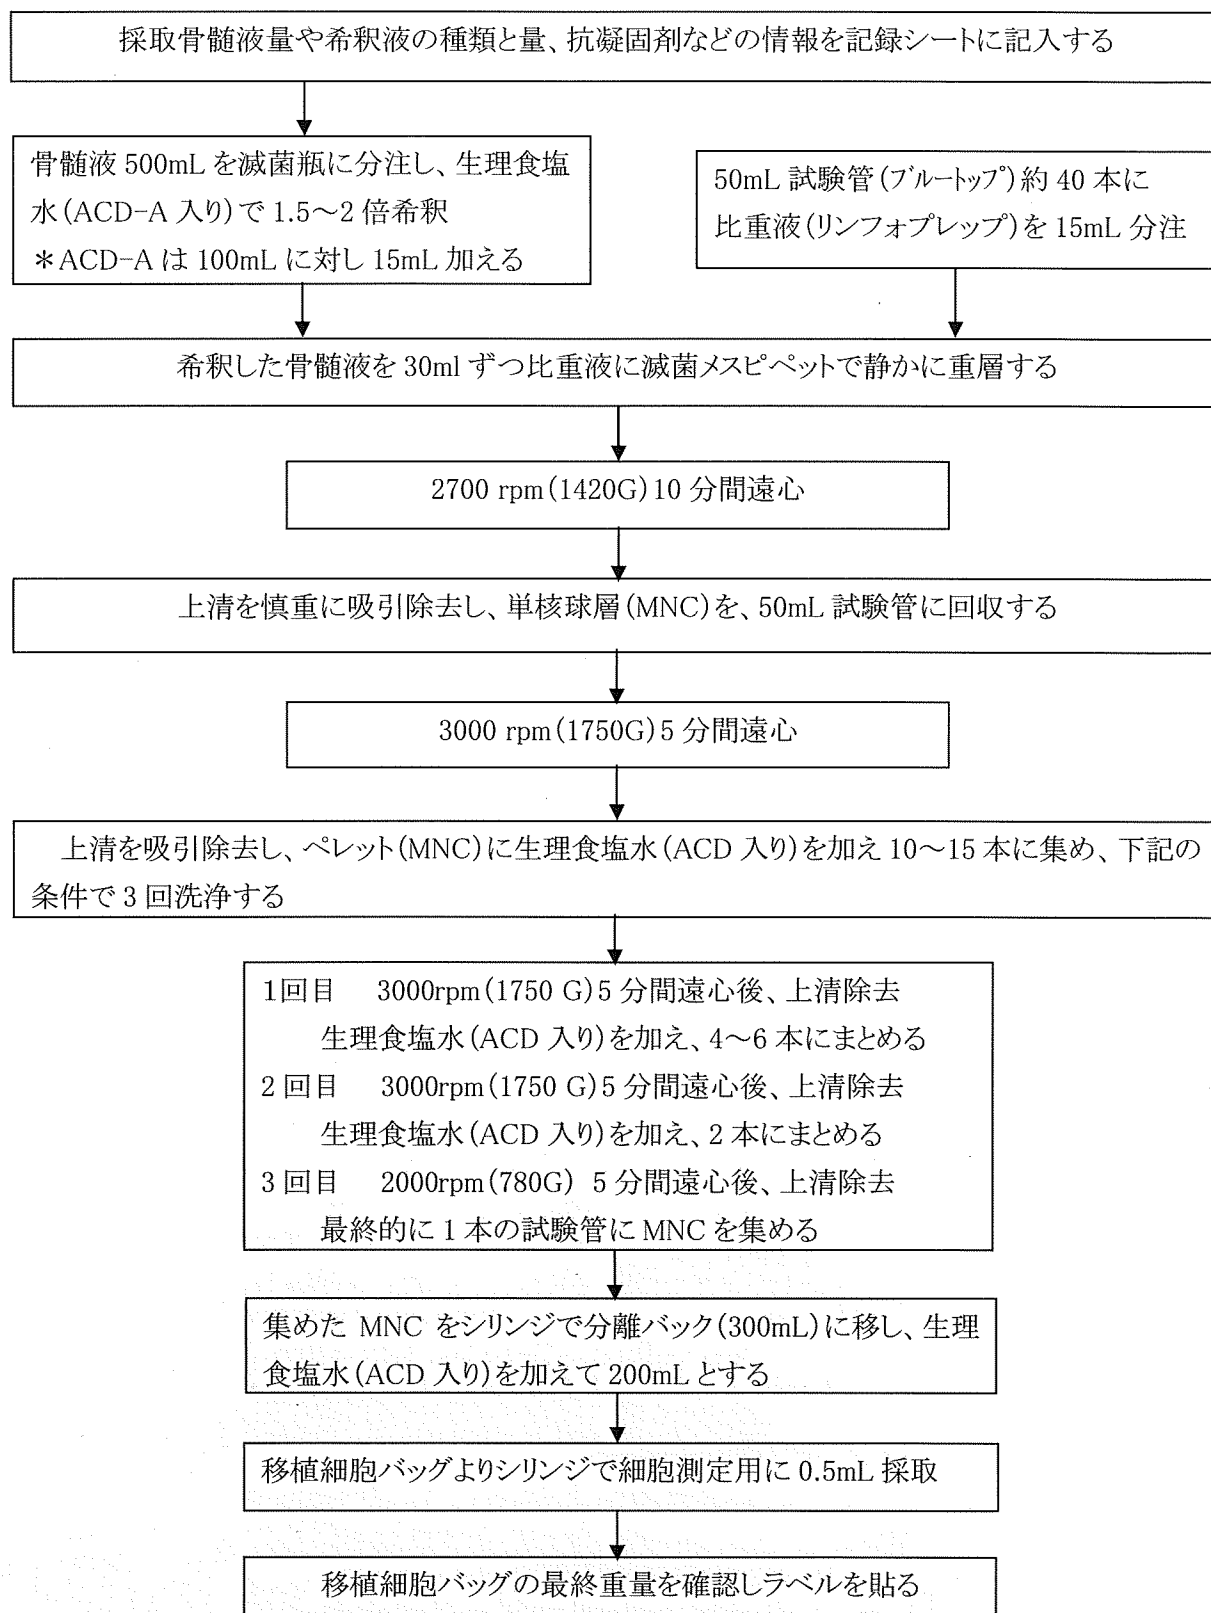 採取骨髄液量や希釈液の種類と量、抗凝固剤などの情報を記録シートに記入する
骨髄液 500mL を滅菌瓶に分注し、生理食塩
水(ACD-A 入り)で 1.5～2 倍希釈
＊ACD-A は 100mL に対し 15mL 加える
50mL 試験管(ブルートップ)約 40 本に
比重液(リンフォプレップ)を 15mL 分注
希釈した骨髄液を 30ml ずつ比重液に滅菌メスピペットで静かに重層する
2700 rpm(1420G)10 分間遠心
上清を慎重に吸引除去し、単核球層(MNC)を、50mL 試験管に回収する
3000 rpm(1750G)5 分間遠心
上清を吸引除去し、ペレット(MNC)に生理食塩水(ACD 入り)を加え 10～15 本に集め、下記の
条件で 3 回洗浄する
1回目 3000rpm(1750 G)5 分間遠心後、上清除去
生理食塩水(ACD 入り)を加え、4～6 本にまとめる
2 回目 3000rpm(1750 G)5 分間遠心後、上清除去
生理食塩水(ACD 入り)を加え、2 本にまとめる
3 回目 2000rpm(780G) 5 分間遠心後、上清除去
最終的に 1 本の試験管に MNC を集める
集めた MNC をシリンジで分離バック(300mL)に移し、生理
食塩水(ACD 入り)を加えて 200mL とする
移植細胞バッグよりシリンジで細胞測定用に 0.5mL 採取
移植細胞バッグの最終重量を確認しラベルを貼る